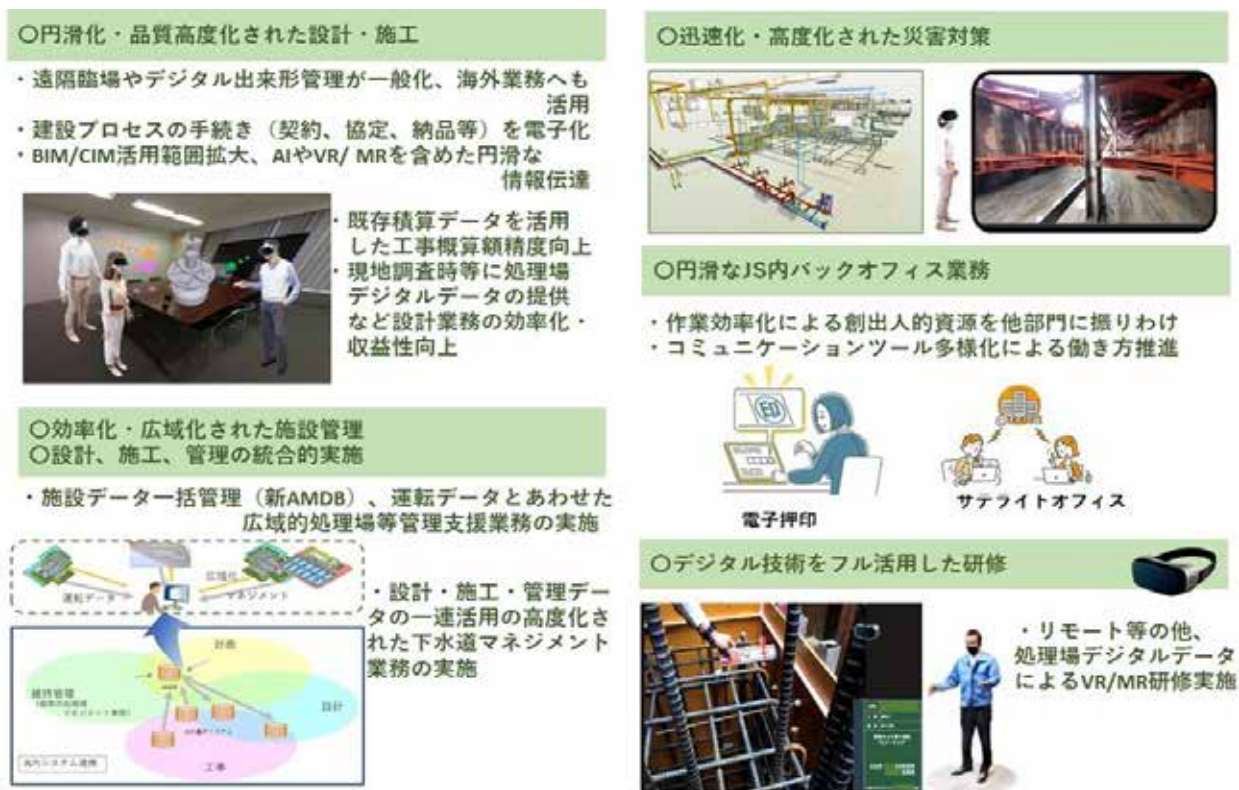 〇円滑化・品質高度化された設計・施工
・遠隔臨場やデジタル出来形管理が一般化、海外業務へも
活用
・建設プロセスの手続き（契約、協定、納品等）を電子化
・BIM/CIM活用範囲拡大、AIやVR/ MRを含めた円滑な
情報伝達
・既存積算データを活用
した工事概算額精度向上
・現地調査時等に処理場
デジタルデータの提供
など設計業務の効率化・
収益性向上
〇効率化・広域化された施設管理
〇設計、施工、管理の統合的実施
・施設データ一括管理（新AMDB）、運転データとあわせた
広域的処理場等管理支援業務の実施
運転データ
広域化
マネジメント
・設計・施工・管理デー
タの一連活用の高度化さ
れた下水道マネジメント
業務の実施
計画
維持管理
設計
工事
〇迅速化・高度化された災害対策
〇円滑なJS内バックオフィス業務
・作業効率化による創出人的資源を他部門に振りわけ
・コミュニケーションツール多様化による働き方推進
電子押印
サテライトオフィス
〇デジタル技術をフル活用した研修
・リモート等の他、
処理場デジタルデータ
によるVR/MR研修実施